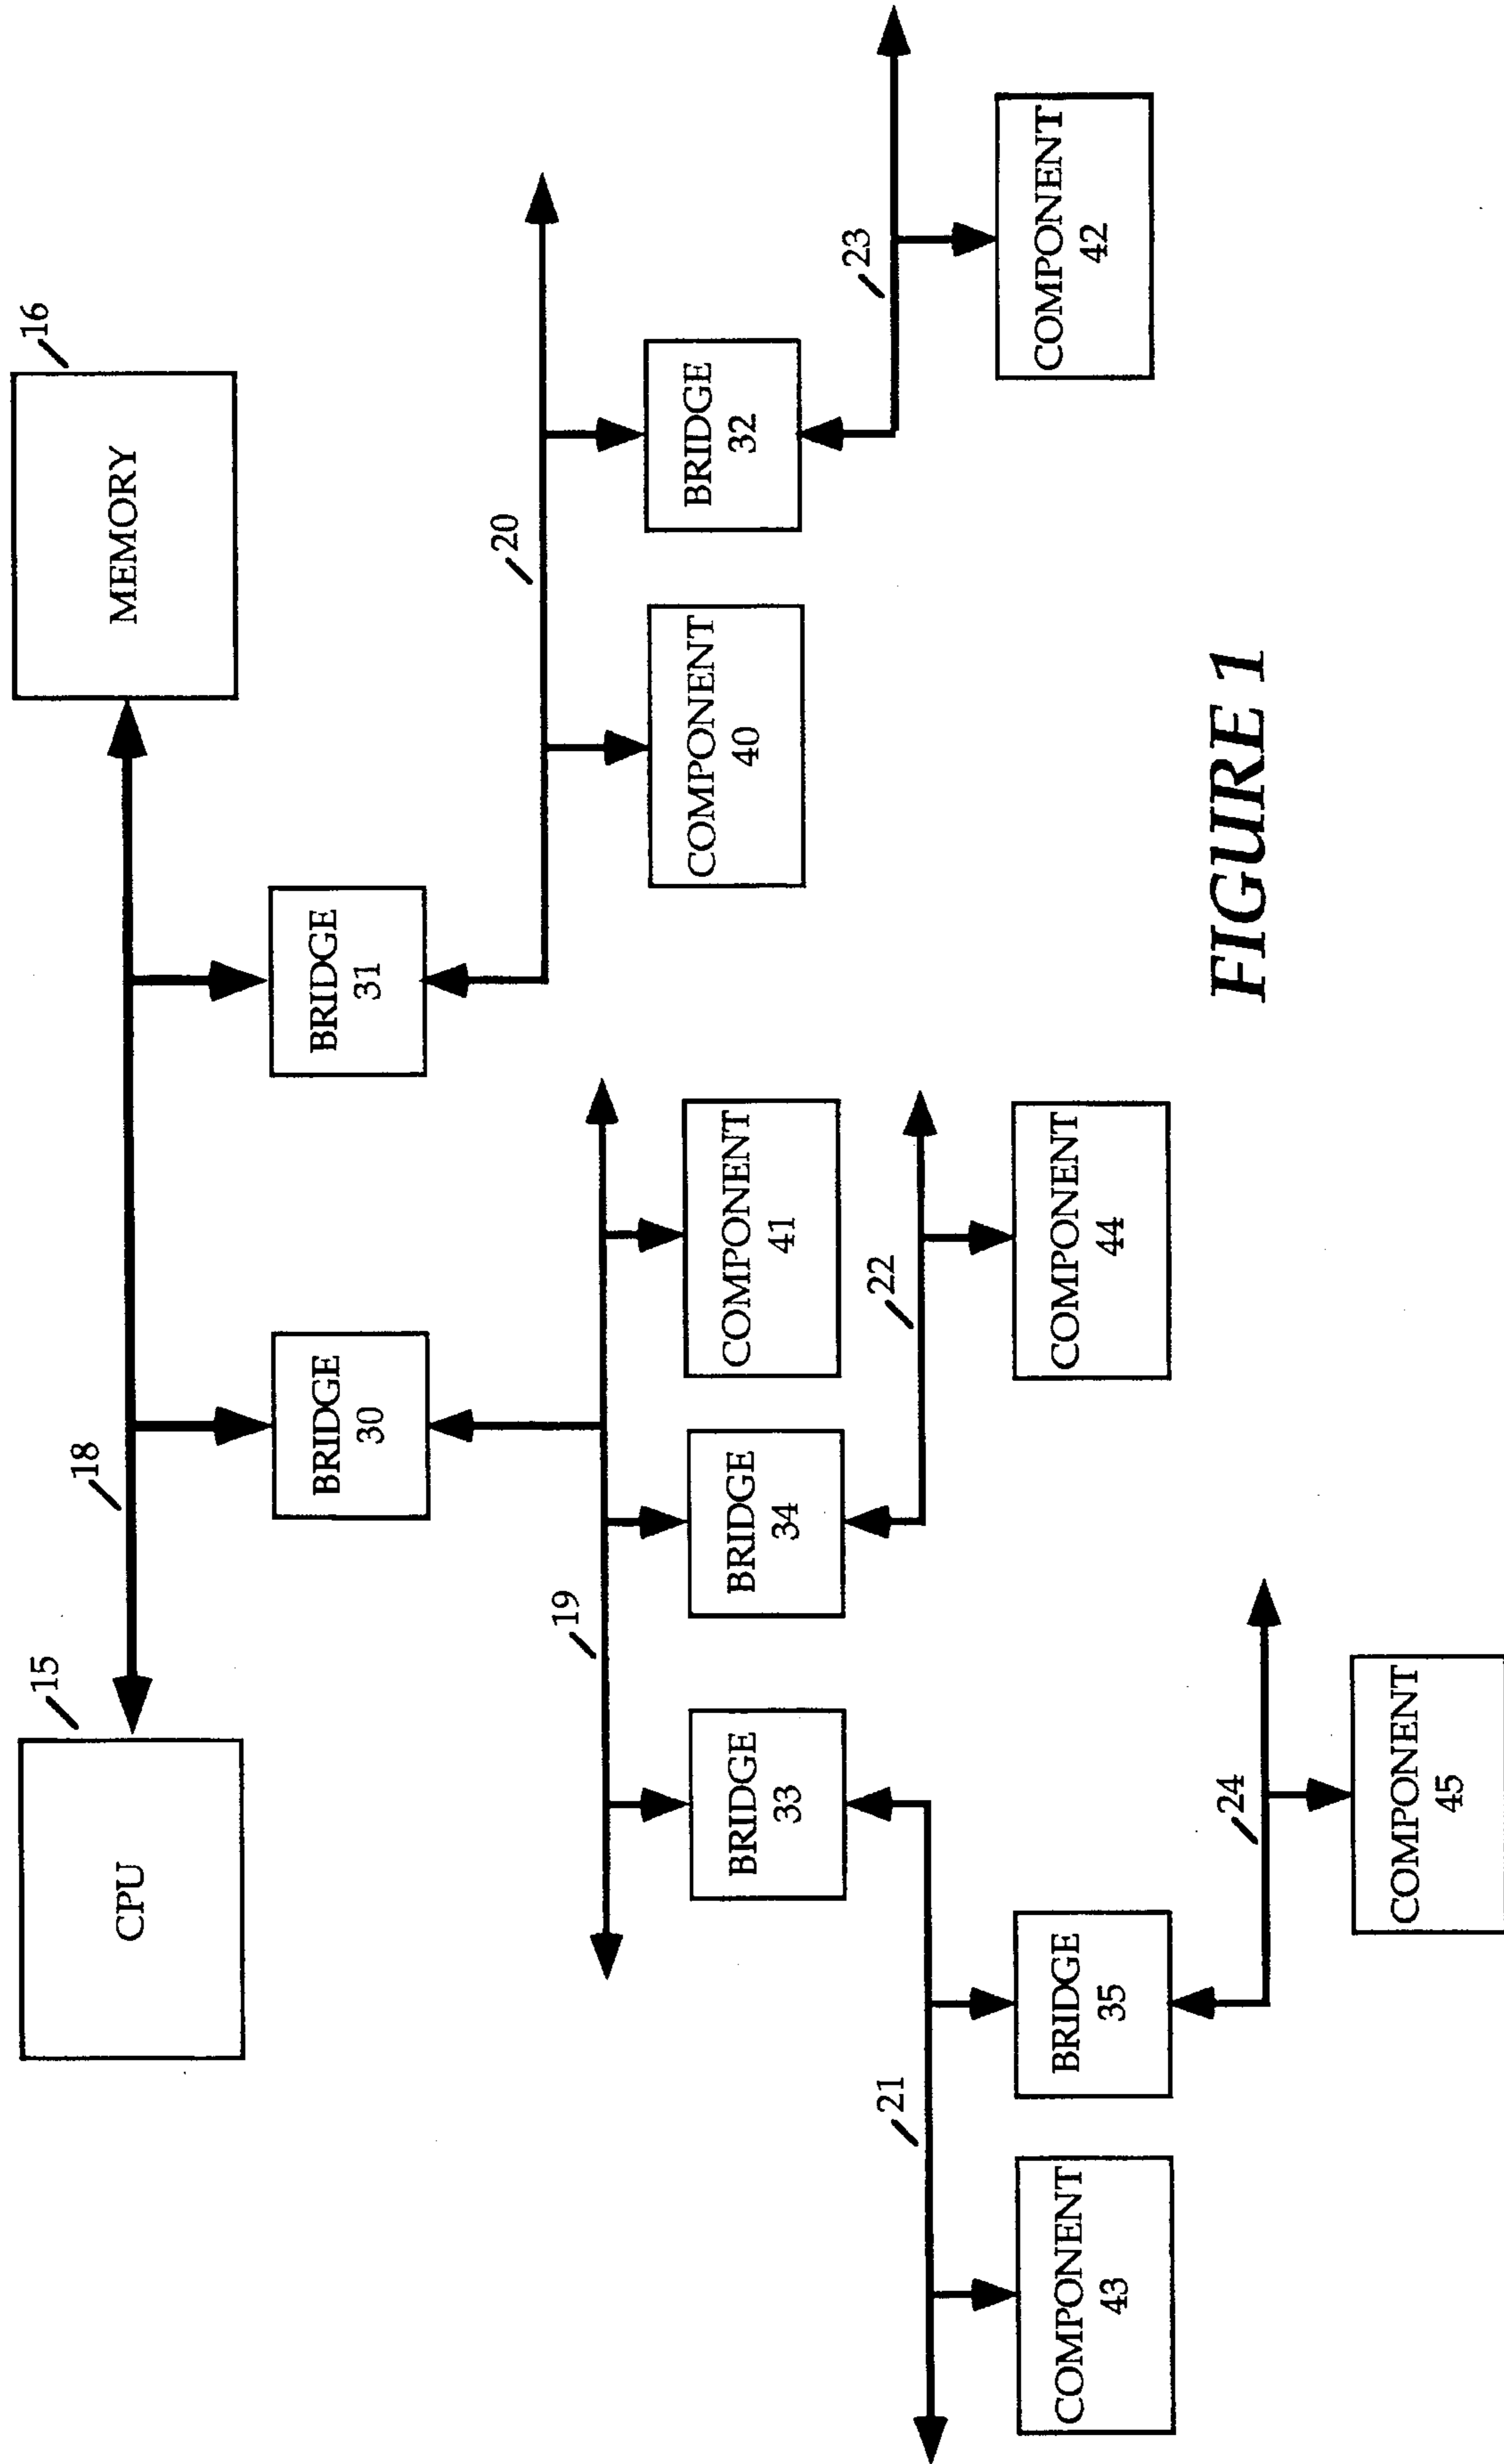 15
CPU
18
16
MEMORY
BRIDGE
30
BRIDGE
31
19
20
BRIDGE
33
BRIDGE
34
COMPONENT
41
COMPONENT
40
BRIDGE
32
21
22
23
COMPONENT
43
BRIDGE
35
COMPONENT
44
COMPONENT
42
24
COMPONENT
45
FIGURE 1